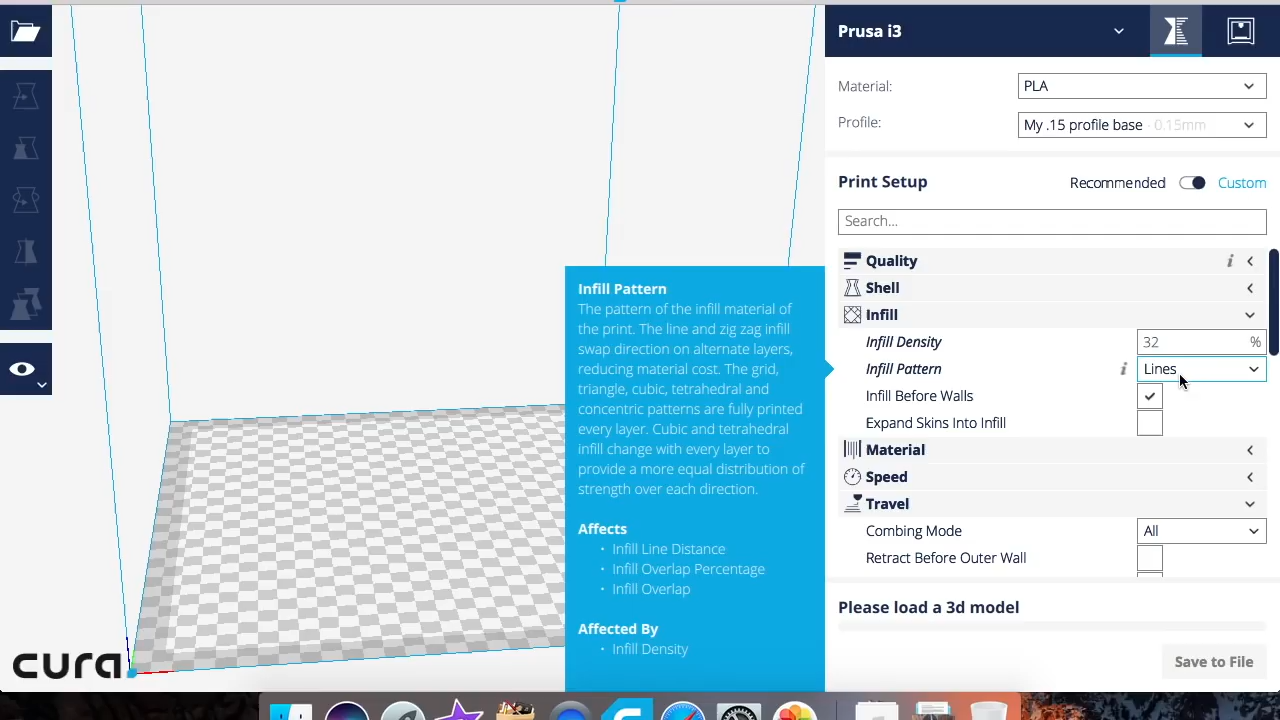 Prusa i3
Material:
PLA
Profile:
My .15 profile base - 0.15mm
Print Setup
Recommended
Custom
Search...
Quality
i
Shell
Infill
Infill Density
32
%
Infill Pattern
i
Lines
Infill Before Walls
Expand Skins Into Infill
Material
Speed
Travel
Combing Mode
All
Retract Before Outer Wall
Please load a 3d model
Save to File
Infill Pattern
The pattern of the infill material of
the print. The line and zig zag infill
swap direction on alternate layers,
reducing material cost. The grid,
triangle, cubic, tetrahedral and
concentric patterns are fully printed
every layer. Cubic and tetrahedral
infill change with every layer to
provide a more equal distribution of
strength over each direction.
Affects
• Infill Line Distance
• Infill Overlap Percentage
• Infill Overlap
Affected By
• Infill Density
cura